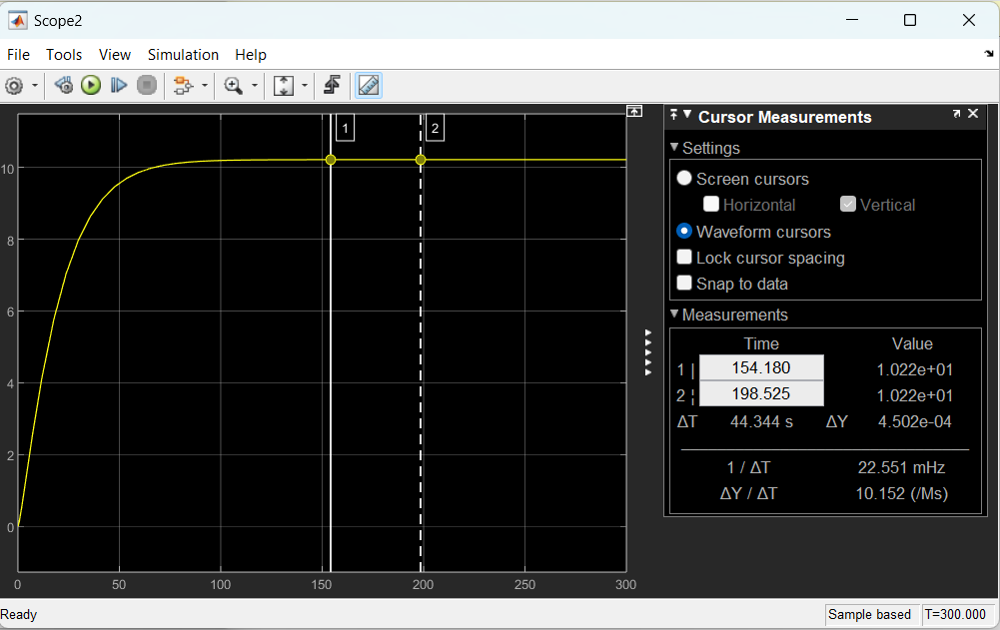 Scope2
File Tools View Simulation Help
1
2
10
8
6
4
2
0
0 50 100 150 200 250 300
Cursor Measurements
Settings
Screen cursors
Horizontal Vertical
Waveform cursors
Lock cursor spacing
Snap to data
Measurements
Time Value
1 | 154.180 1.022e+01
2 ¦ 198.525 1.022e+01
ΔT 44.344 s ΔY 4.502e-04
1 / ΔT 22.551 mHz
ΔY / ΔT 10.152 (/Ms)
Ready Sample based T=300.000